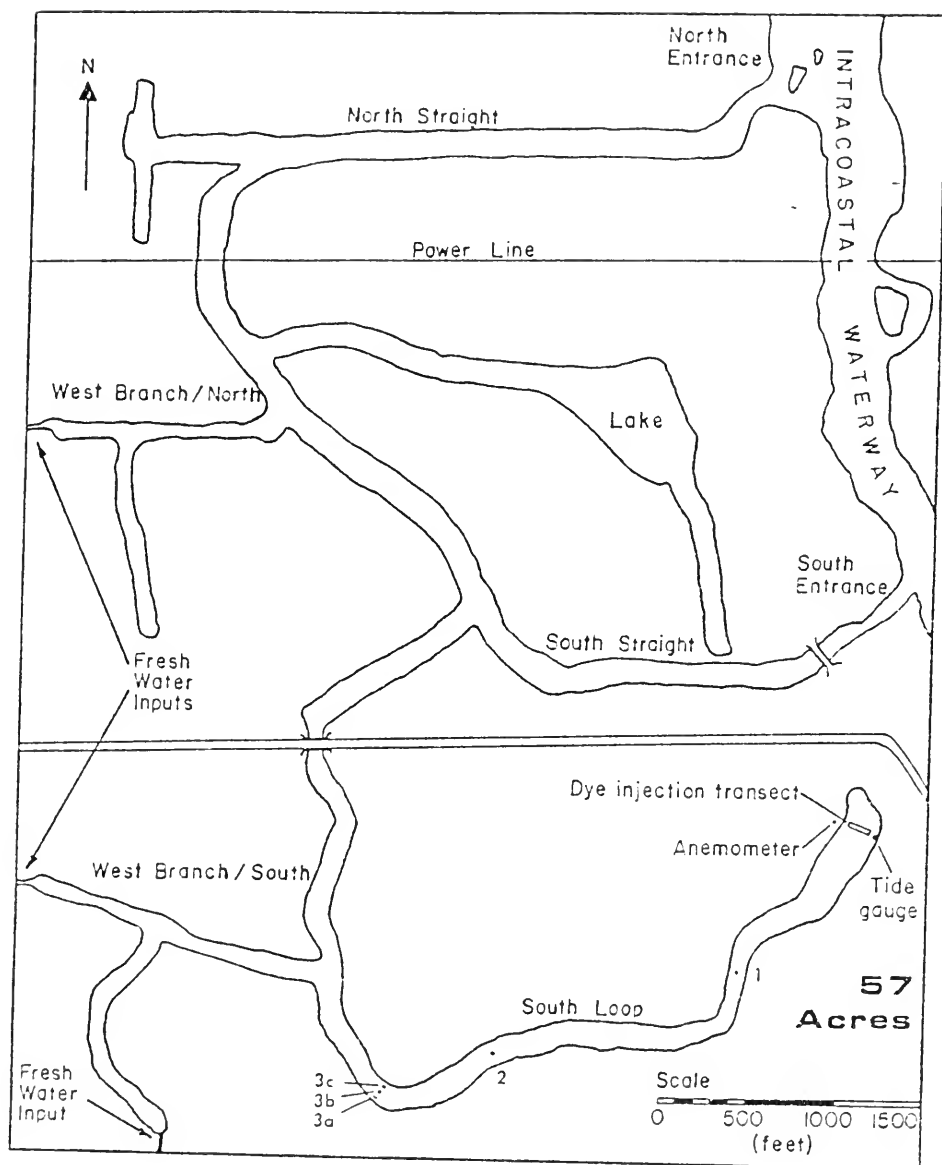 North
Entrance
INTRACOASTAL
WATERWAY
N
North Straight
Power Line
West Branch/North
Lake
South
Entrance
South Straight
Fresh
Water
Inputs
Dye injection transect
Anemometer
Tide
gauge
West Branch/South
1
57
Acres
South Loop
2
3c
3b
3a
Fresh
Water
Input
Scale
0 500 1000 1500
(feet)